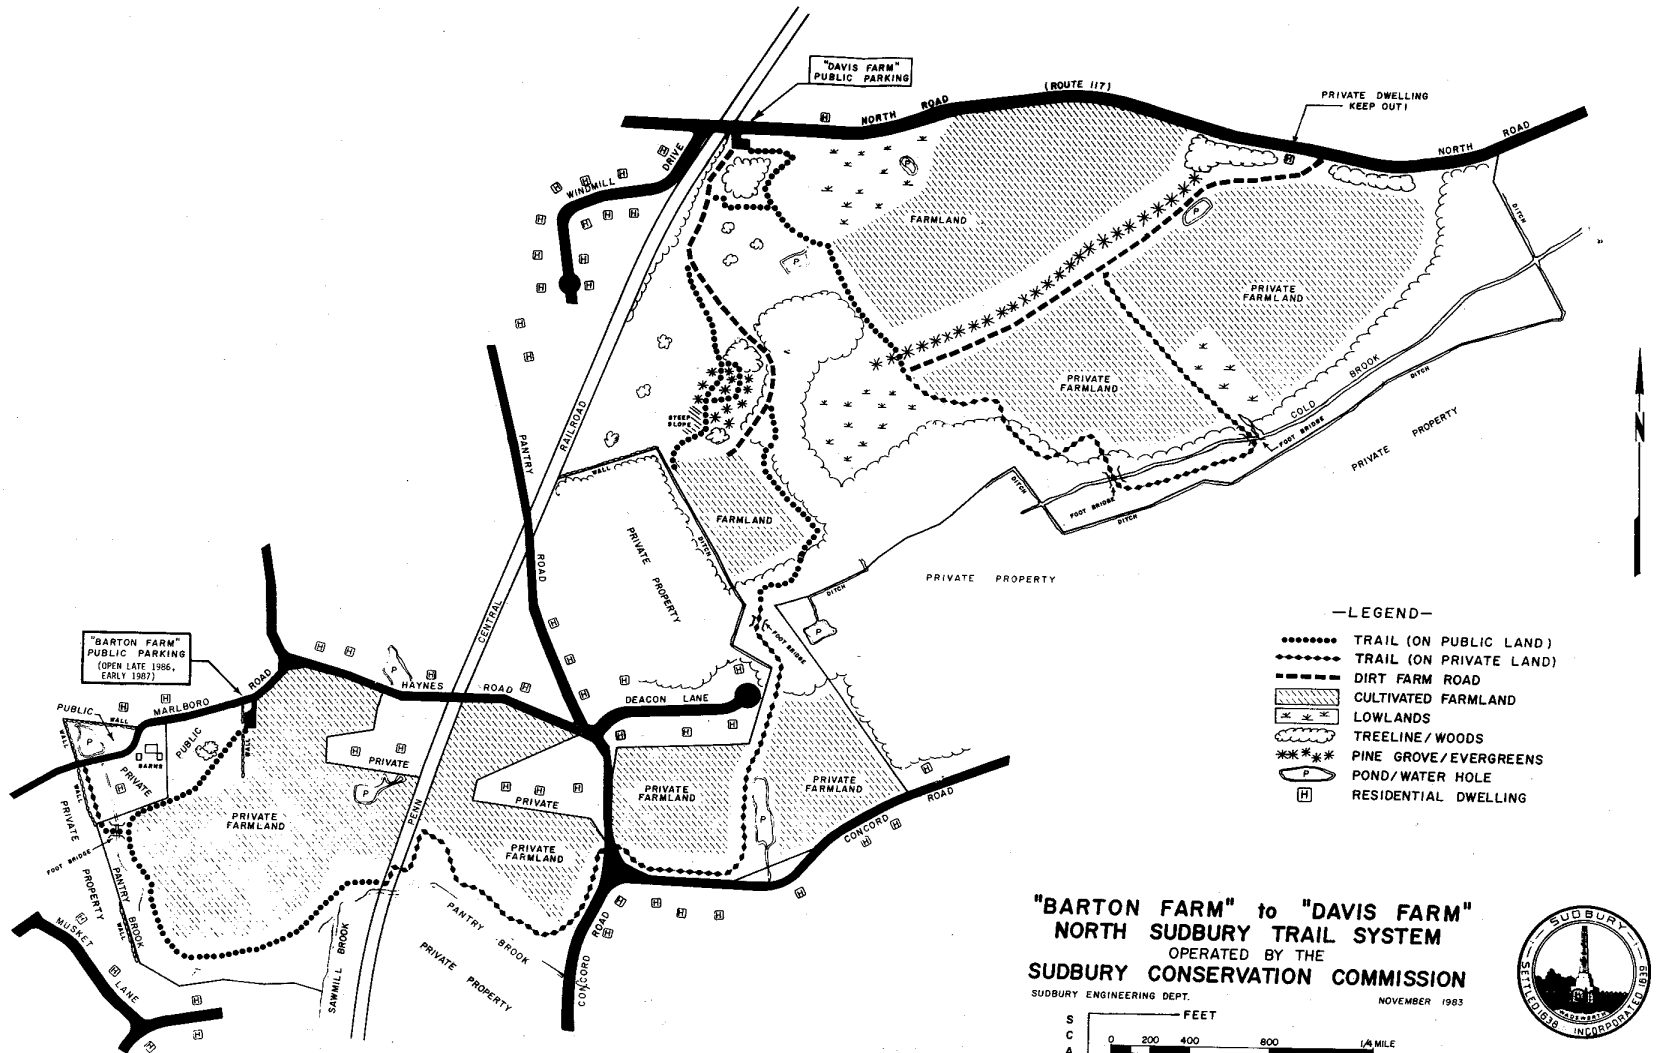 "DAVIS FARM"
PUBLIC PARKING
(ROUTE 117)
NORTH ROAD
PRIVATE DWELLING
KEEP OUT!
NORTH ROAD
WINDMILL DRIVE
H
P
FARMLAND
P
DITCH
PRIVATE
FARMLAND
P
PRIVATE
FARMLAND
COLD BROOK
DITCH
FOOT BRIDGE
PRIVATE PROPERTY
N
STEEP
SLOPE
PANTRY ROAD
PENN CENTRAL RAILROAD
WALL
FARMLAND
DITCH
PRIVATE PROPERTY
DITCH
FOOT BRIDGE
DITCH
PRIVATE PROPERTY
DITCH
P
FOOT BRIDGE
"BARTON FARM"
PUBLIC PARKING
(OPEN LATE 1986,
EARLY 1987)
MARLBORO ROAD
HAYNES ROAD
P
DEACON LANE
PUBLIC
WALL
WALL
P
BARNS
PUBLIC
WALL
PRIVATE
WALL
PRIVATE PROPERTY
PRIVATE
P
PRIVATE
FARMLAND
PRIVATE
PRIVATE
FARMLAND
PRIVATE
FARMLAND
PRIVATE
FARMLAND
P
CONCORD ROAD
FOOT BRIDGE
PANTRY BROOK
WALL
MUSKET LANE
SAWMILL BROOK
PANTRY BROOK
PRIVATE PROPERTY
CONCORD ROAD
—LEGEND—
TRAIL (ON PUBLIC LAND)
TRAIL (ON PRIVATE LAND)
DIRT FARM ROAD
CULTIVATED FARMLAND
LOWLANDS
TREELINE/WOODS
PINE GROVE/EVERGREENS
P POND/WATER HOLE
H RESIDENTIAL DWELLING
"BARTON FARM" to "DAVIS FARM"
NORTH SUDBURY TRAIL SYSTEM
OPERATED BY THE
SUDBURY CONSERVATION COMMISSION
SUDBURY ENGINEERING DEPT. NOVEMBER 1983
FEET
0 200 400 800 1/4 MILE
S
C
A
SUDBURY
SETTLED 1638 INCORPORATED 1639
WADSWORTH